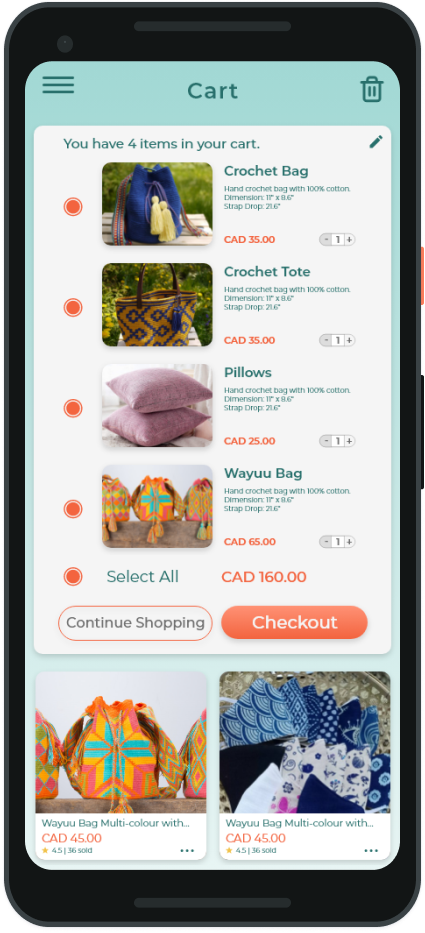 Cart
You have 4 items in your cart.
Crochet Bag
Hand crochet bag with 100% cotton.
Dimension: 11" x 8.6"
Strap Drop: 21.6"
CAD 35.00
- 1 +
Crochet Tote
Hand crochet bag with 100% cotton.
Dimension: 11" x 8.6"
Strap Drop: 21.6"
CAD 35.00
- 1 +
Pillows
Hand crochet bag with 100% cotton.
Dimension: 11" x 8.6"
Strap Drop: 21.6"
CAD 25.00
- 1 +
Wayuu Bag
Hand crochet bag with 100% cotton.
Dimension: 11" x 8.6"
Strap Drop: 21.6"
CAD 65.00
- 1 +
Select All CAD 160.00
Continue Shopping Checkout
Wayuu Bag Multi-colour with...
CAD 45.00
4.5 | 36 sold
Wayuu Bag Multi-colour with...
CAD 45.00
4.5 | 36 sold